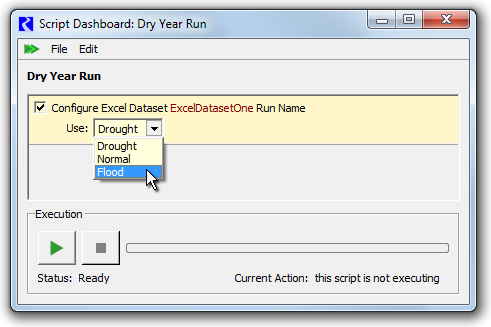 Script Dashboard: Dry Year Run
File Edit
Dry Year Run
Configure Excel Dataset ExcelDatasetOne Run Name
Use: Drought
Drought
Normal
Flood
Execution
Status: Ready Current Action: this script is not executing